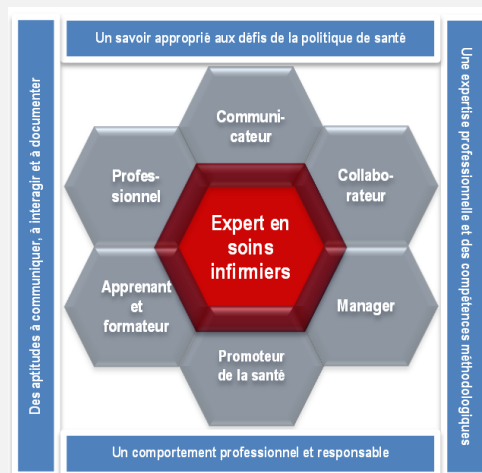 Un savoir approprié aux défis de la politique de santé
Des aptitudes à communiquer, à interagir et à documenter
Une expertise professionnelle et des compétences méthodologiques
Communi-
cateur
Profes-
sionnel
Collabo-
rateur
Expert en
soins
infirmiers
Apprenant
et
formateur
Manager
Promoteur
de la santé
Un comportement professionnel et responsable